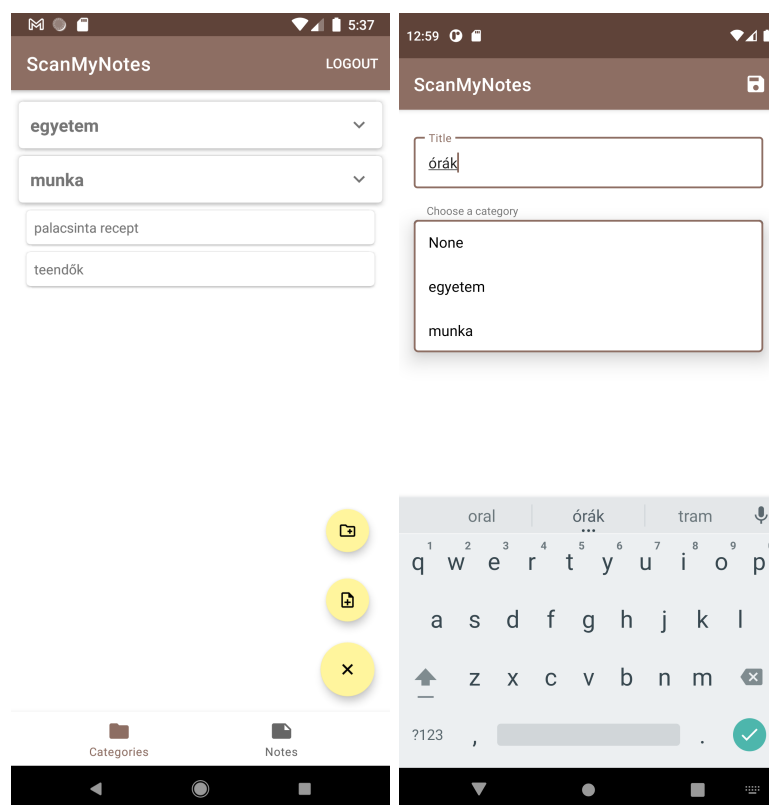 5:37
ScanMyNotes
LOGOUT
egyetem
munka
palacsinta recept
teendők
Categories
Notes
12:59
ScanMyNotes
Title
órák
Choose a category
None
egyetem
munka
oral órák tram
1 2 3 4 5 6 7 8 9
q w e r t y u i o p
a s d f g h j k l
z x c v b n m
?123 , .